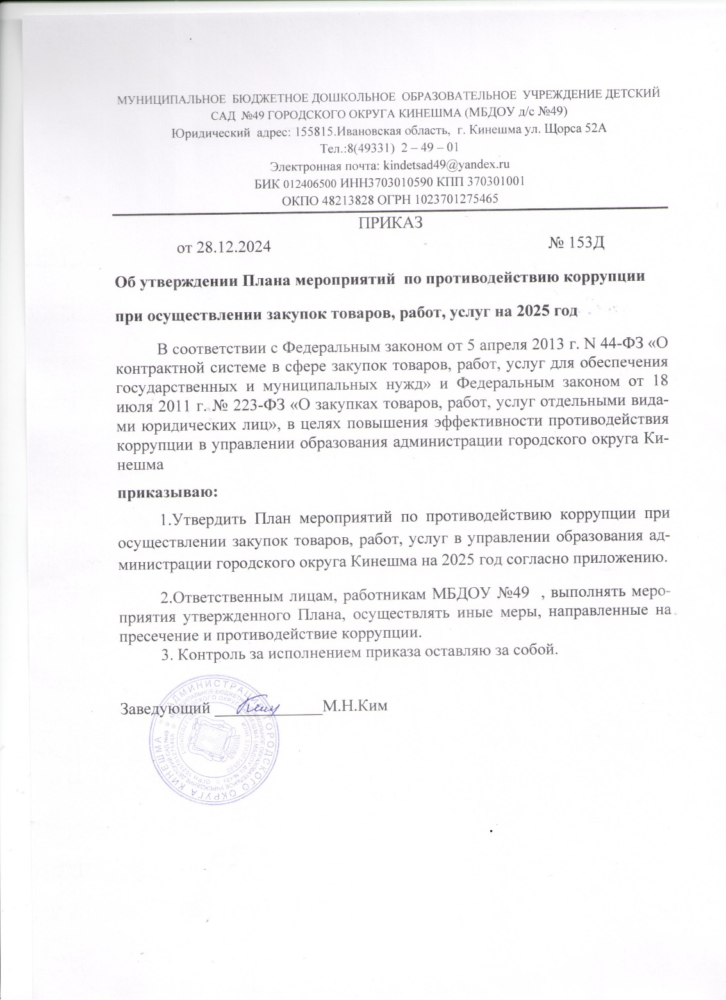 МУНИЦИПАЛЬНОЕ БЮДЖЕТНОЕ ДОШКОЛЬНОЕ ОБРАЗОВАТЕЛЬНОЕ УЧРЕЖДЕНИЕ ДЕТСКИЙ
САД №49 ГОРОДСКОГО ОКРУГА КИНЕШМА (МБДОУ д/с №49)
Юридический адрес: 155815.Ивановская область, г. Кинешма ул. Щорса 52А
Тел.:8(49331) 2 – 49 – 01
Электронная почта: kindetsad49@yandex.ru
БИК 012406500 ИНН3703010590 КПП 370301001
ОКПО 48213828 ОГРН 1023701275465
ПРИКАЗ
от 28.12.2024 № 153Д
Об утверждении Плана мероприятий по противодействию коррупции
при осуществлении закупок товаров, работ, услуг на 2025 год
В соответствии с Федеральным законом от 5 апреля 2013 г. N 44-ФЗ «О
контрактной системе в сфере закупок товаров, работ, услуг для обеспечения
государственных и муниципальных нужд» и Федеральным законом от 18
июля 2011 г. № 223-ФЗ «О закупках товаров, работ, услуг отдельными вида-
ми юридических лиц», в целях повышения эффективности противодействия
коррупции в управлении образования администрации городского округа Ки-
нешма
приказываю:
1.Утвердить План мероприятий по противодействию коррупции при
осуществлении закупок товаров, работ, услуг в управлении образования ад-
министрации городского округа Кинешма на 2025 год согласно приложению.
2.Ответственным лицам, работникам МБДОУ №49 , выполнять меро-
приятия утвержденного Плана, осуществлять иные меры, направленные на
пресечение и противодействие коррупции.
3. Контроль за исполнением приказа оставляю за собой.
Заведующий _____________М.Н.Ким
АДМИНИСТРАЦИЯ ГОРОДСКОГО ОКРУГА КИНЕШМА